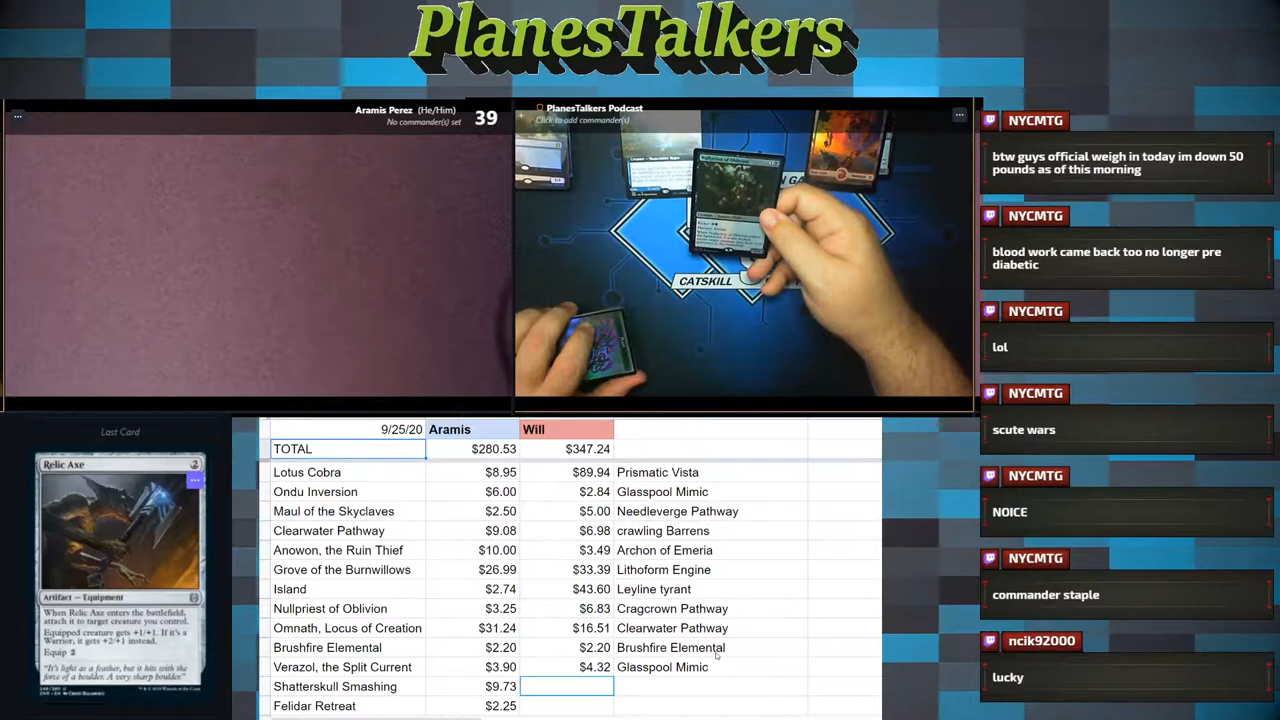 PlanesTalkers
Aramis Perez (He/Him)
No commander(s) set
39
PlanesTalkers Podcast
Click to add commander(s)
Nullpriest of Oblivion
CATSKILL
NYCMTG
btw guys official weigh in today im down 50
pounds as of this morning
NYCMTG
blood work came back too no longer pre
diabetic
NYCMTG
lol
NYCMTG
scute wars
NYCMTG
NOICE
NYCMTG
commander staple
ncik92000
lucky
Last Card
Relic Axe 2
Artifact — Equipment
When Relic Axe enters the battlefield,
attach it to target creature you control.
Equipped creature gets +1/+1. If it's a
Warrior, it gets +2/+1 instead.
Equip 2
"It's light as a feather, but it hits with the
force of a boulder. A very sharp boulder."
9/25/20 Aramis Will
TOTAL $280.53 $347.24
Lotus Cobra $8.95 $89.94 Prismatic Vista
Ondu Inversion $6.00 $2.84 Glasspool Mimic
Maul of the Skyclaves $2.50 $5.00 Needleverge Pathway
Clearwater Pathway $9.08 $6.98 crawling Barrens
Anowon, the Ruin Thief $10.00 $3.49 Archon of Emeria
Grove of the Burnwillows $26.99 $33.39 Lithoform Engine
Island $2.74 $43.60 Leyline tyrant
Nullpriest of Oblivion $3.25 $6.83 Cragcrown Pathway
Omnath, Locus of Creation $31.24 $16.51 Clearwater Pathway
Brushfire Elemental $2.20 $2.20 Brushfire Elemental
Verazol, the Split Current $3.90 $4.32 Glasspool Mimic
Shatterskull Smashing $9.73
Felidar Retreat $2.25